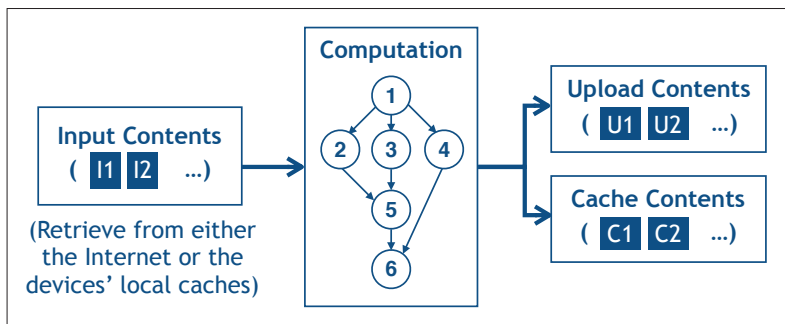 Computation
1
2
3
4
5
6
Input Contents
( I1 I2 ...)
(Retrieve from either
the Internet or the
devices’ local caches)
Upload Contents
( U1 U2 ...)
Cache Contents
( C1 C2 ...)